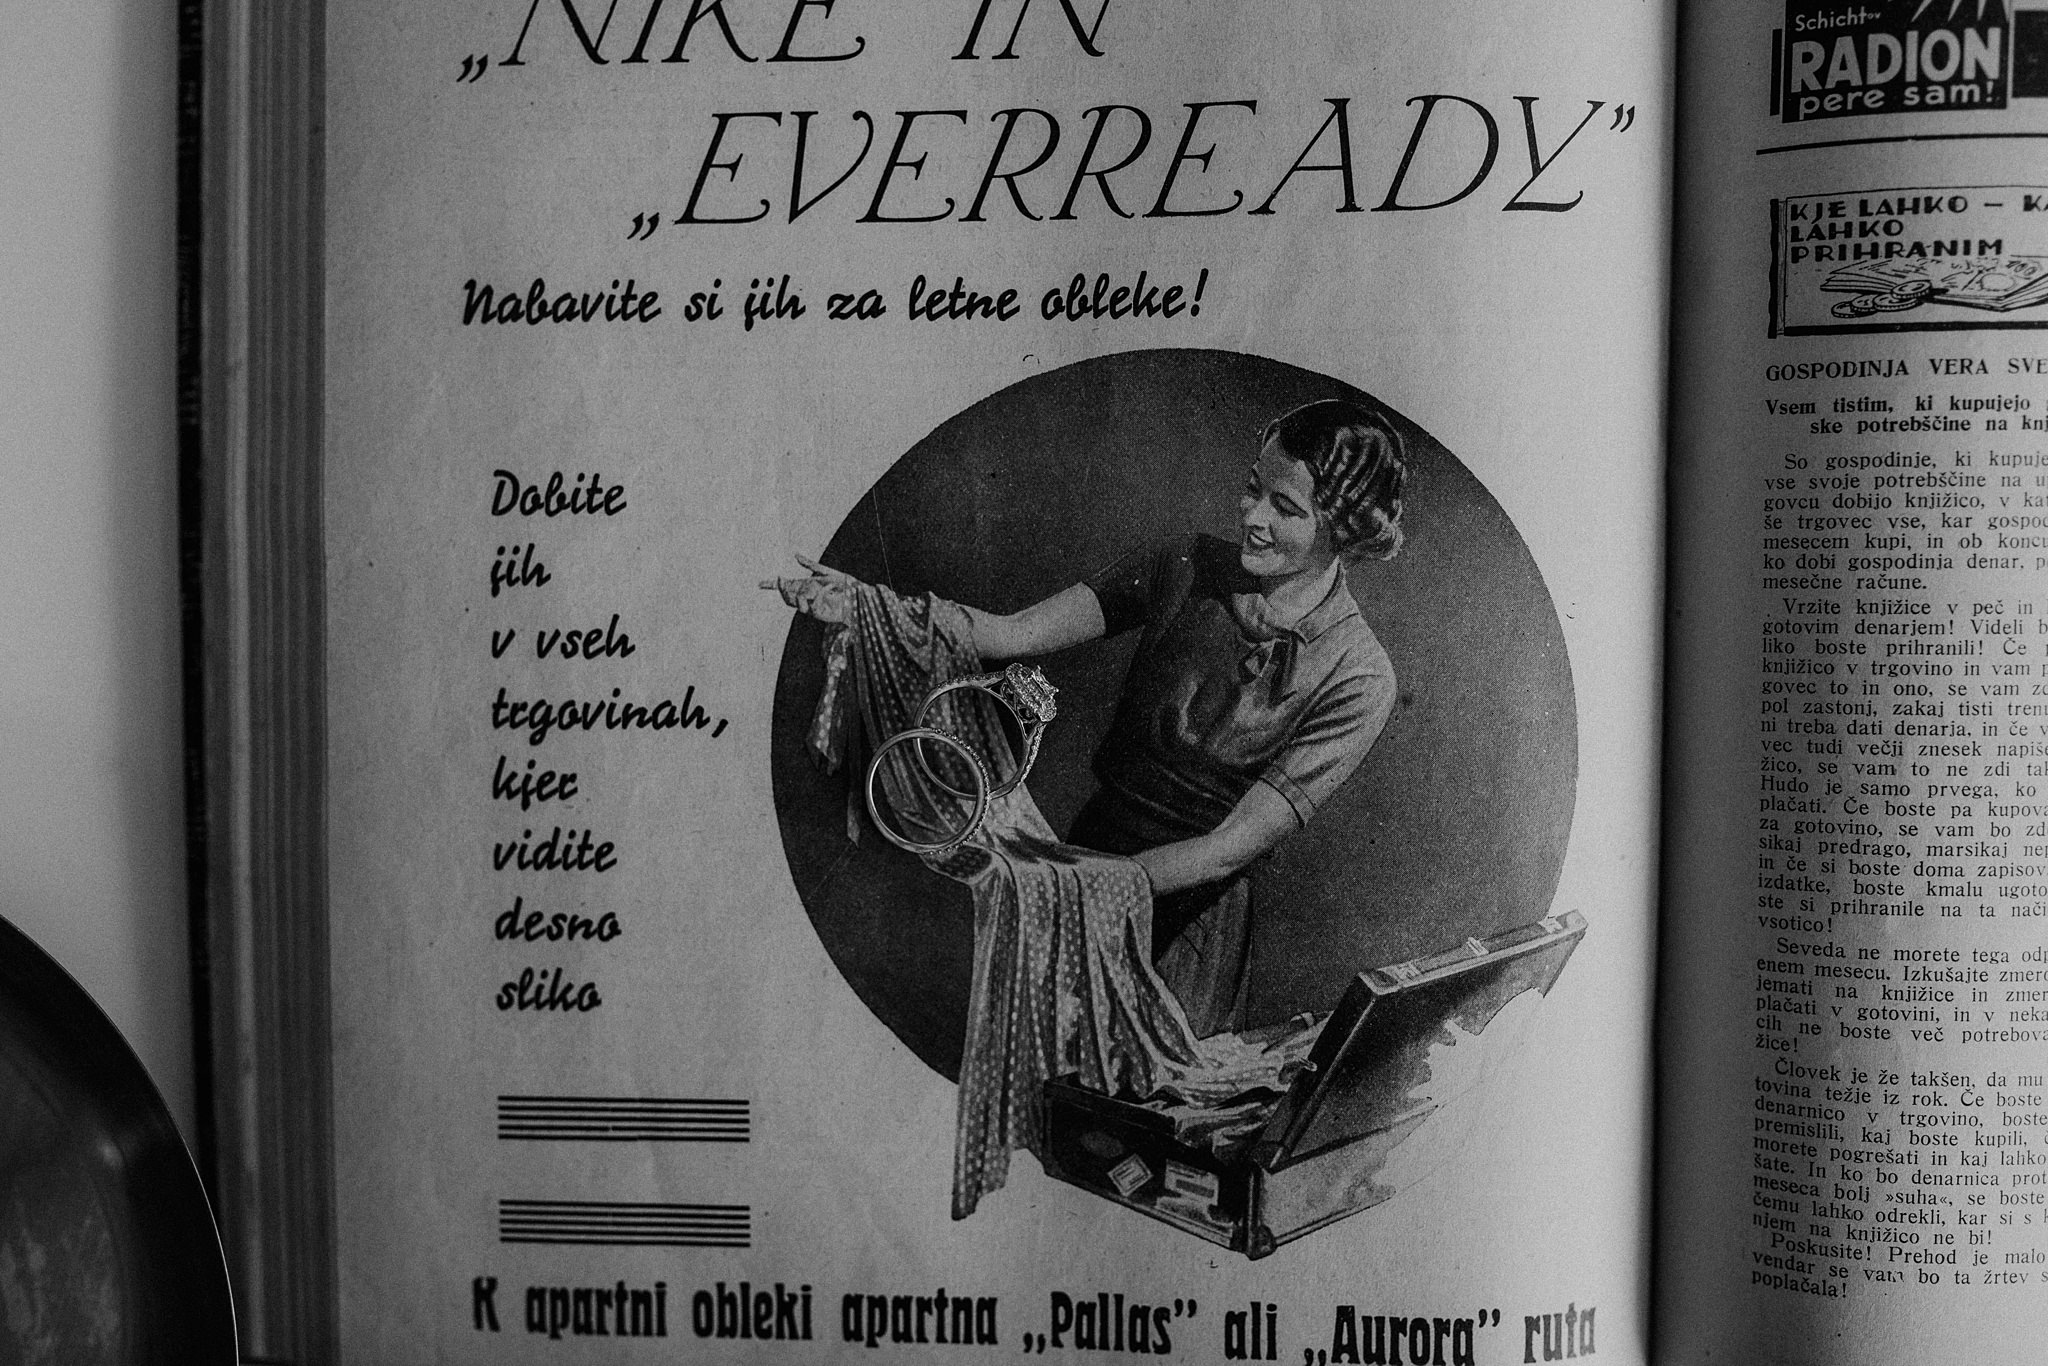 „NIKE IN
„EVERREADY”
Nabavite si jih za letne obleke!
Dobite
jih
v vseh
trgovinah,
kjer
vidite
desno
sliko
K apartni obleki apartna „Pallas” ali „Aurora” ruta
Schichtov
RADION
pere sam!
KJE LAHKO –
LAHKO
PRIHRANIM
100
GOSPODINJA VERA
Vsem tistim, ki kupujejo
ske potrebščine na
So gospodinje, ki
vse svoje potrebščine na
govcu dobijo knjižico, v
še trgovec vse, kar
mesecem kupi, in ob
ko dobi gospodinja denar,
mesečne račune.
Vrzite knjižice v peč in
gotovim denarjem! Videli
liko boste prihranili! Če
knjižico v trgovino in vam
govec to in ono, se vam
pol zastonj, zakaj tisti
ni treba dati denarja, in če
vec tudi večji znesek
žico, se vam to ne zdi
Hudo je samo prvega, ko
plačati. Če boste pa
za gotovino, se vam bo
sikaj predrago, marsikaj
in če si boste doma
izdatke, boste kmalu
ste si prihranile na ta
vsotico!
Seveda ne morete tega
enem mesecu. Izkušajte
jemati na knjižice in
plačati v gotovini, in v
cih ne boste več
žice!
Človek je že takšen, da mu
tovina težje iz rok. Če boste
denarnico v trgovino, boste
premislili, kaj boste kupili,
morete pogrešati in kaj lahko
šate. In ko bo denarnica
meseca bolj »suha«, se boste
čemu lahko odrekli, kar si s
njem na knjižico ne bi!
Poskusite! Prehod je malo
vendar se vam bo ta žrtev
poplačala!